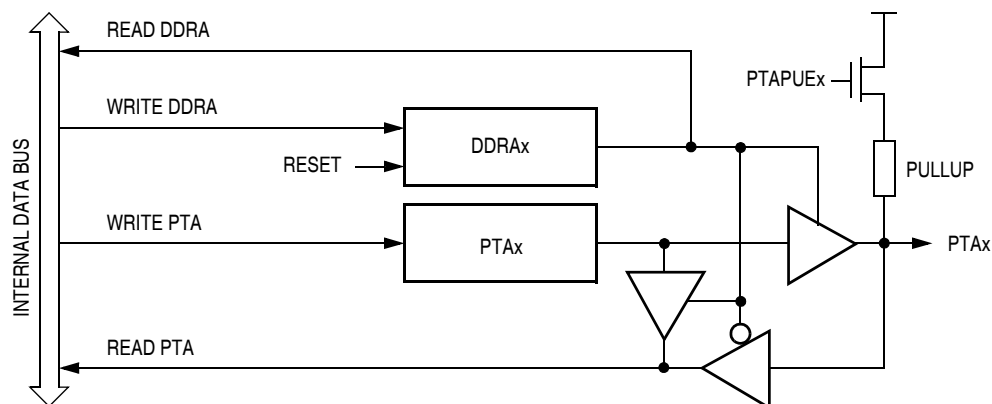 READ DDRA
PTAPUEx
WRITE DDRA
DDRAx
RESET
PULLUP
INTERNAL DATA BUS
WRITE PTA
PTAx
PTAx
READ PTA